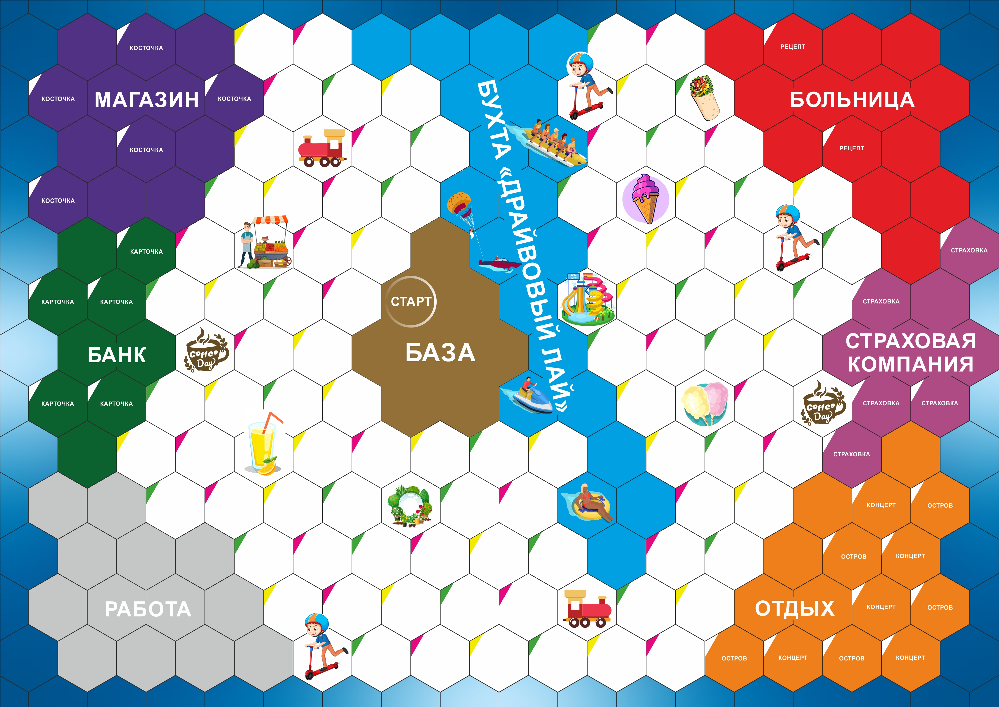 КОСТОЧКА
РЕЦЕПТ
КОСТОЧКА
МАГАЗИН
КОСТОЧКА
БОЛЬНИЦА
КОСТОЧКА
РЕЦЕПТ
БУХТА «ДРАЙВОВЫЙ ЛАЙ»
КОСТОЧКА
КАРТОЧКА
СТРАХОВКА
АКВА
ПАРК
КАРТОЧКА
КАРТОЧКА
СТАРТ
СТРАХОВКА
БАНК
Coffee
Day
БАЗА
СТРАХОВАЯ
КОМПАНИЯ
КАРТОЧКА
КАРТОЧКА
Coffee
Day
СТРАХОВКА
СТРАХОВКА
СТРАХОВКА
КОНЦЕРТ
ОСТРОВ
ОСТРОВ
КОНЦЕРТ
РАБОТА
ОТДЫХ
КОНЦЕРТ
ОСТРОВ
ОСТРОВ
КОНЦЕРТ
ОСТРОВ
КОНЦЕРТ